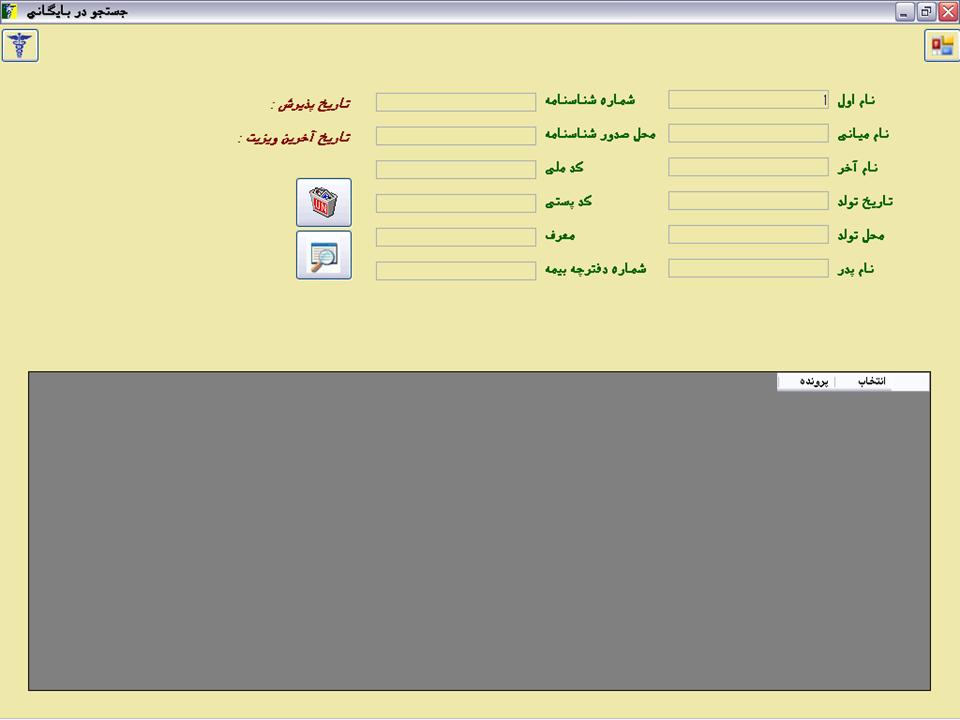 جستجو در بایگانی
نام اول
ا
شماره شناسنامه
تاریخ پذیرش :
نام میانی
محل صدور شناسنامه
تاریخ آخرین ویزیت :
نام آخر
کد ملی
تاریخ تولد
کد پستی
محل تولد
معرف
نام پدر
شماره دفترچه بیمه
انتخاب
پرونده